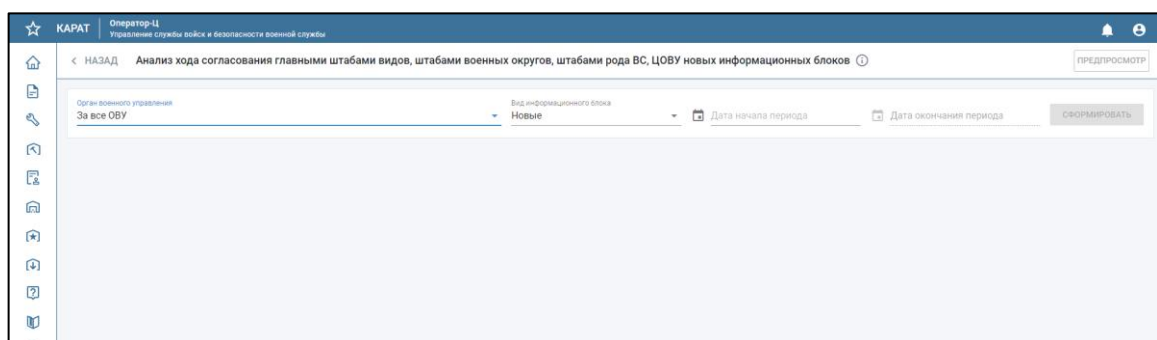 КАРАТ
Оператор-Ц
Управление службы войск и безопасности военной службы
< НАЗАД Анализ хода согласования главными штабами видов, штабами военных округов, штабами рода ВС, ЦОВУ новых информационных блоков
ПРЕДПРОСМОТР
Орган военного управления
За все ОВУ
Вид информационного блока
Новые
Дата начала периода
Дата окончания периода
СФОРМИРОВАТЬ